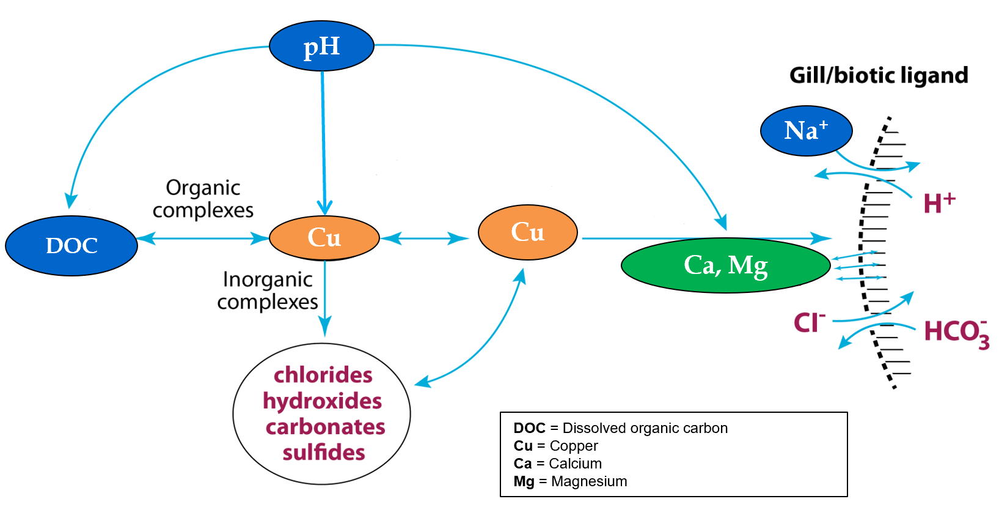 pH
Gill/biotic ligand
Na⁺
H⁺
Organic
complexes
DOC
Cu
Cu
Ca, Mg
Inorganic
complexes
Cl⁻
HCO₃⁻
chlorides
hydroxides
carbonates
sulfides
DOC = Dissolved organic carbon
Cu = Copper
Ca = Calcium
Mg = Magnesium